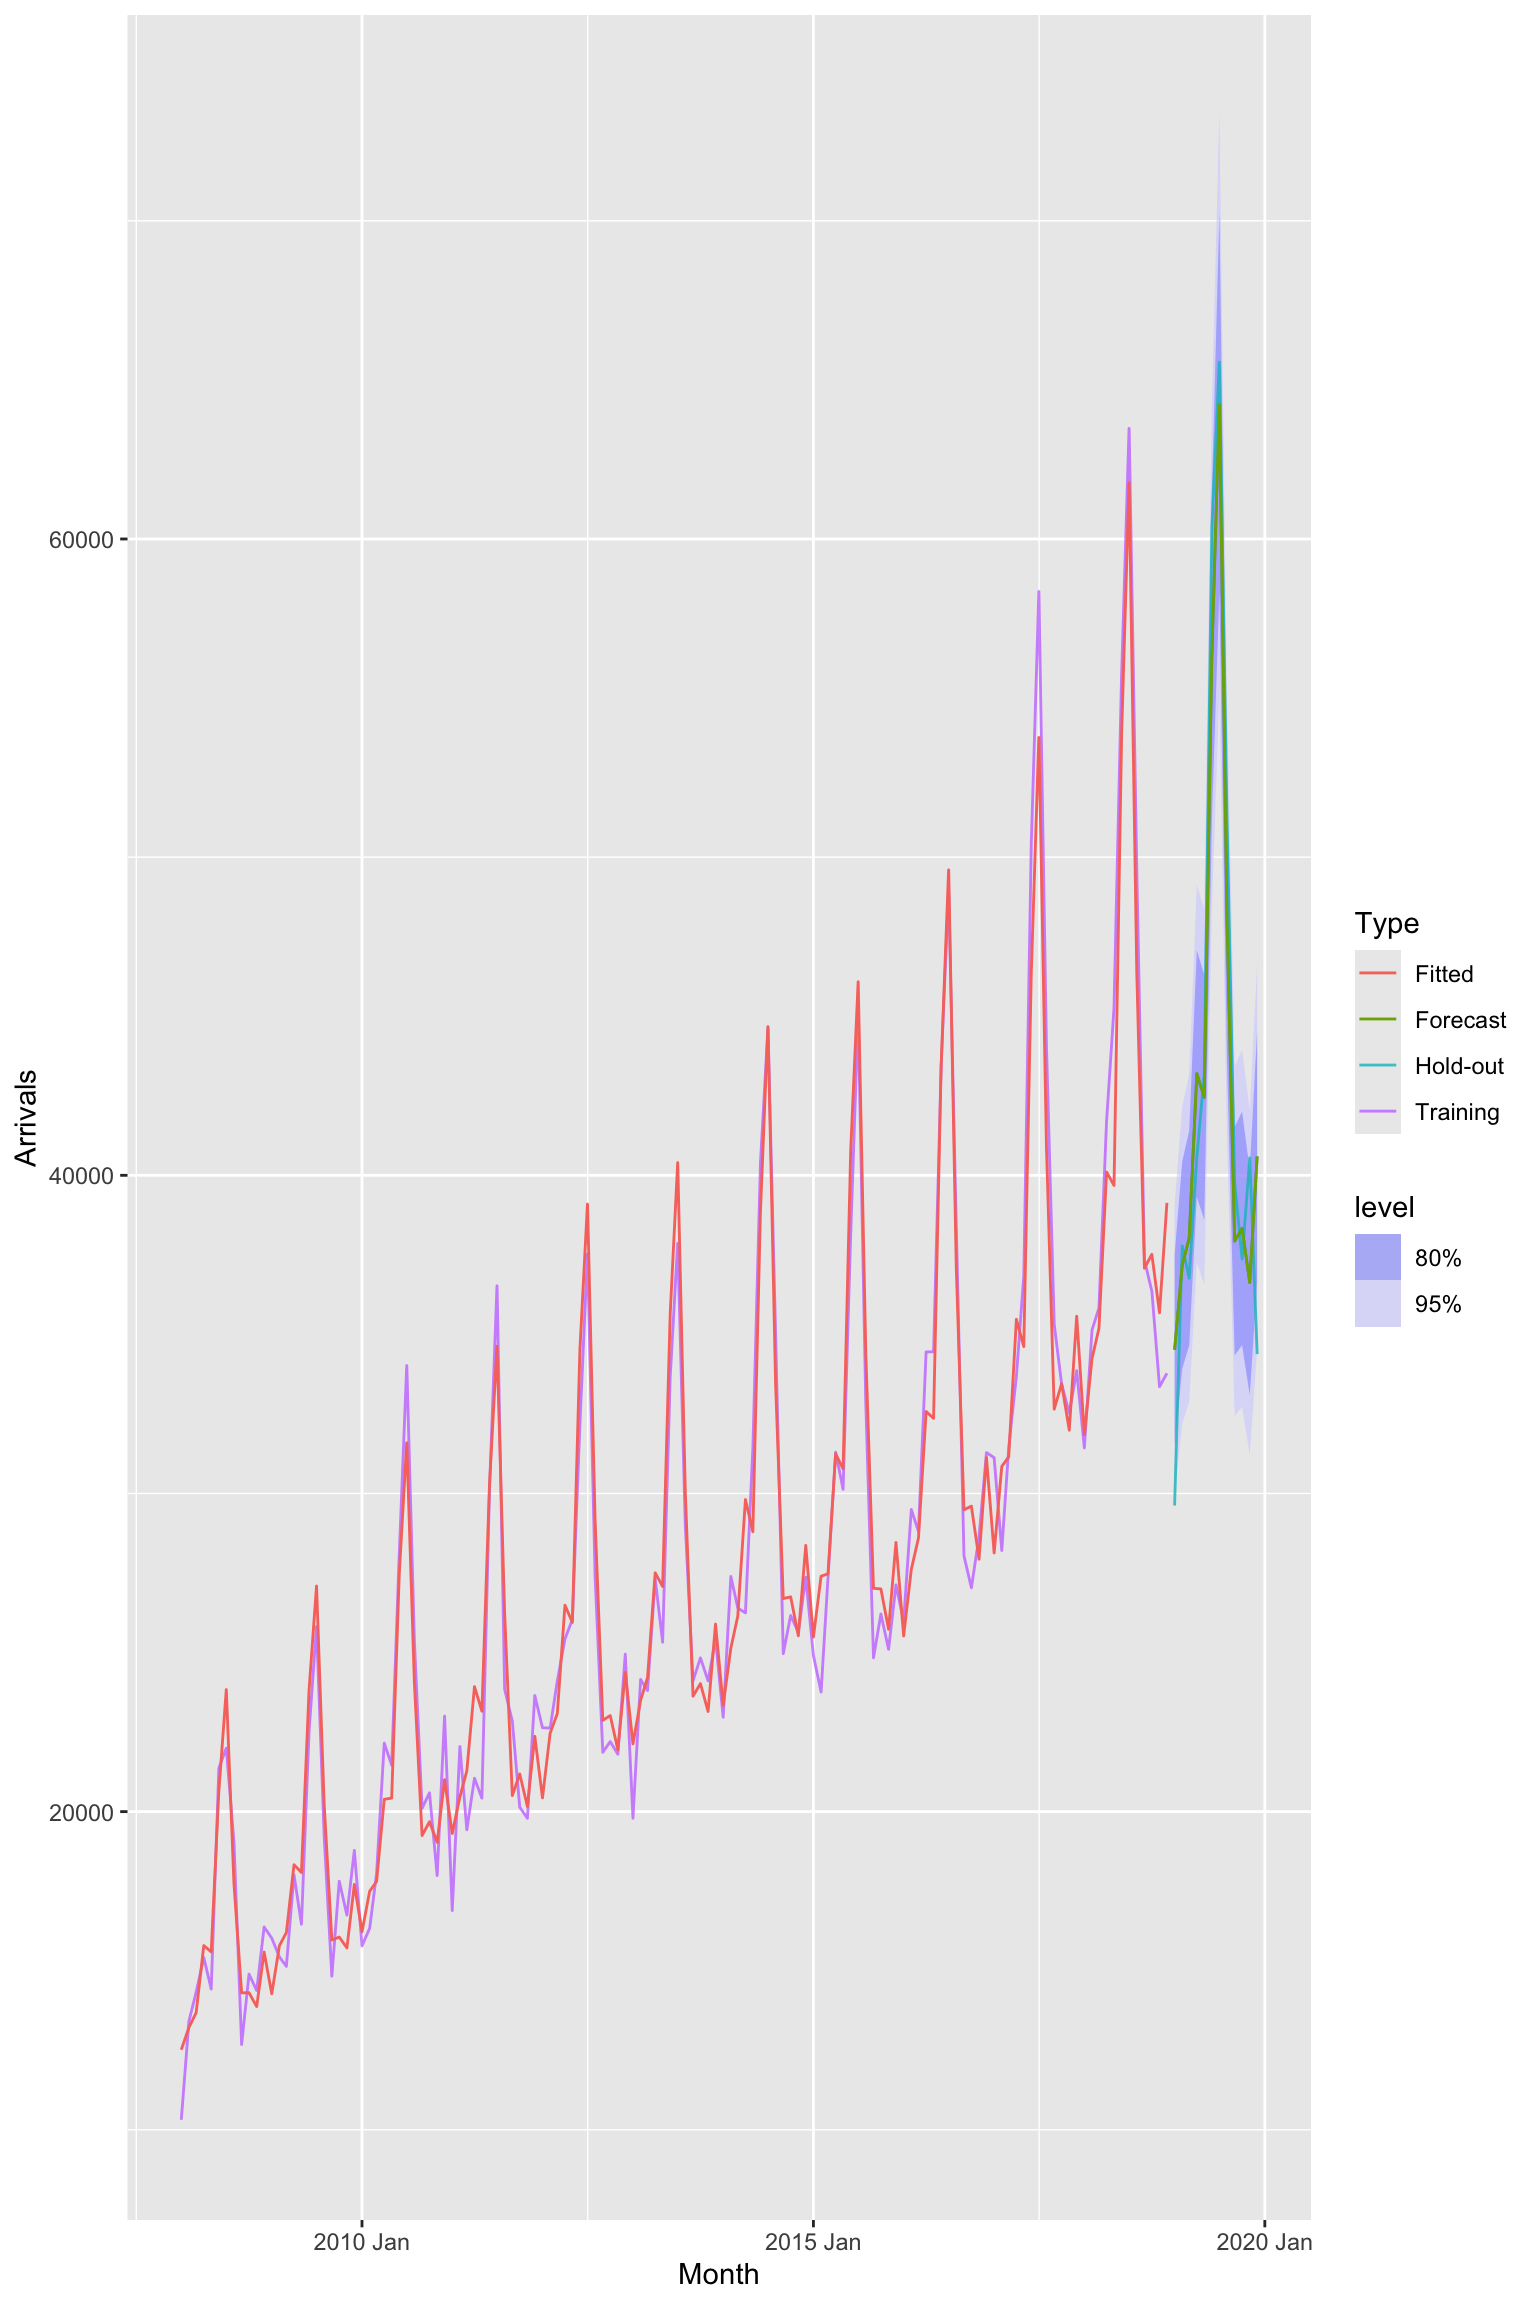 60000
40000
20000
Arrivals
2010 Jan
2015 Jan
2020 Jan
Month
Type
Fitted
Forecast
Hold-out
Training
level
80%
95%